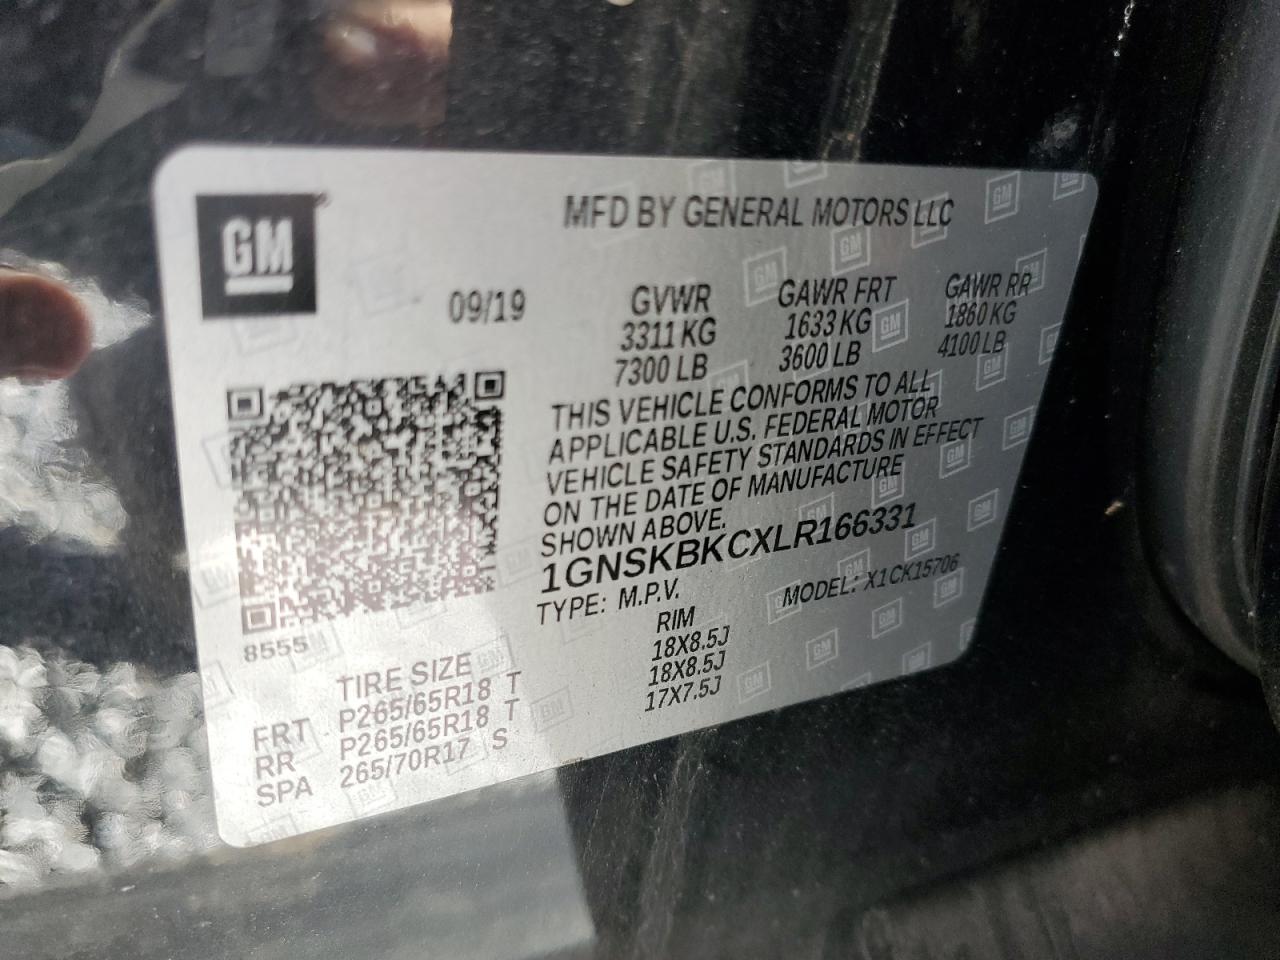 GM
MFD BY GENERAL MOTORS LLC
09/19
GVWR GAWR FRT GAWR RR
3311 KG 1633 KG 1860 KG
7300 LB 3600 LB 4100 LB
THIS VEHICLE CONFORMS TO ALL
APPLICABLE U.S. FEDERAL MOTOR
VEHICLE SAFETY STANDARDS IN EFFECT
ON THE DATE OF MANUFACTURE
SHOWN ABOVE.
1GNSKBKCXLR166331
TYPE: M.P.V. MODEL: X1CK15706
8555
TIRE SIZE RIM
FRT P265/65R18 T 18X8.5J
RR P265/65R18 T 18X8.5J
SPA 265/70R17 S 17X7.5J